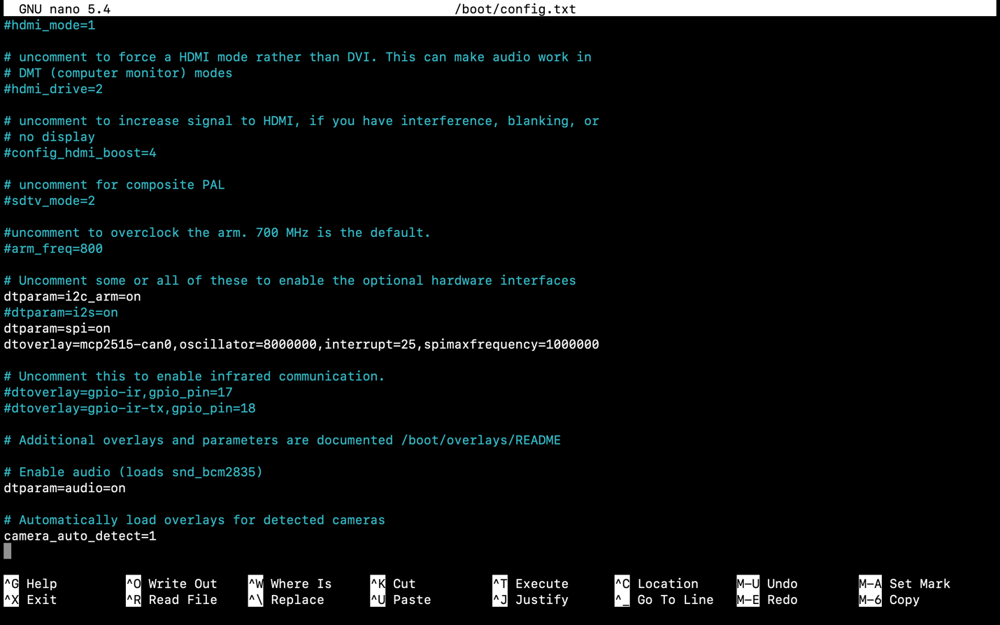 GNU nano 5.4 /boot/config.txt
#hdmi_mode=1
# uncomment to force a HDMI mode rather than DVI. This can make audio work in
# DMT (computer monitor) modes
#hdmi_drive=2
# uncomment to increase signal to HDMI, if you have interference, blanking, or
# no display
#config_hdmi_boost=4
# uncomment for composite PAL
#sdtv_mode=2
#uncomment to overclock the arm. 700 MHz is the default.
#arm_freq=800
# Uncomment some or all of these to enable the optional hardware interfaces
dtparam=i2c_arm=on
#dtparam=i2s=on
dtparam=spi=on
dtoverlay=mcp2515-can0,oscillator=8000000,interrupt=25,spimaxfrequency=1000000
# Uncomment this to enable infrared communication.
#dtoverlay=gpio-ir,gpio_pin=17
#dtoverlay=gpio-ir-tx,gpio_pin=18
# Additional overlays and parameters are documented /boot/overlays/README
# Enable audio (loads snd_bcm2835)
dtparam=audio=on
# Automatically load overlays for detected cameras
camera_auto_detect=1
^G Help ^O Write Out ^W Where Is ^K Cut ^T Execute ^C Location M-U Undo M-A Set Mark
^X Exit ^R Read File ^\ Replace ^U Paste ^J Justify ^_ Go To Line M-E Redo M-6 Copy